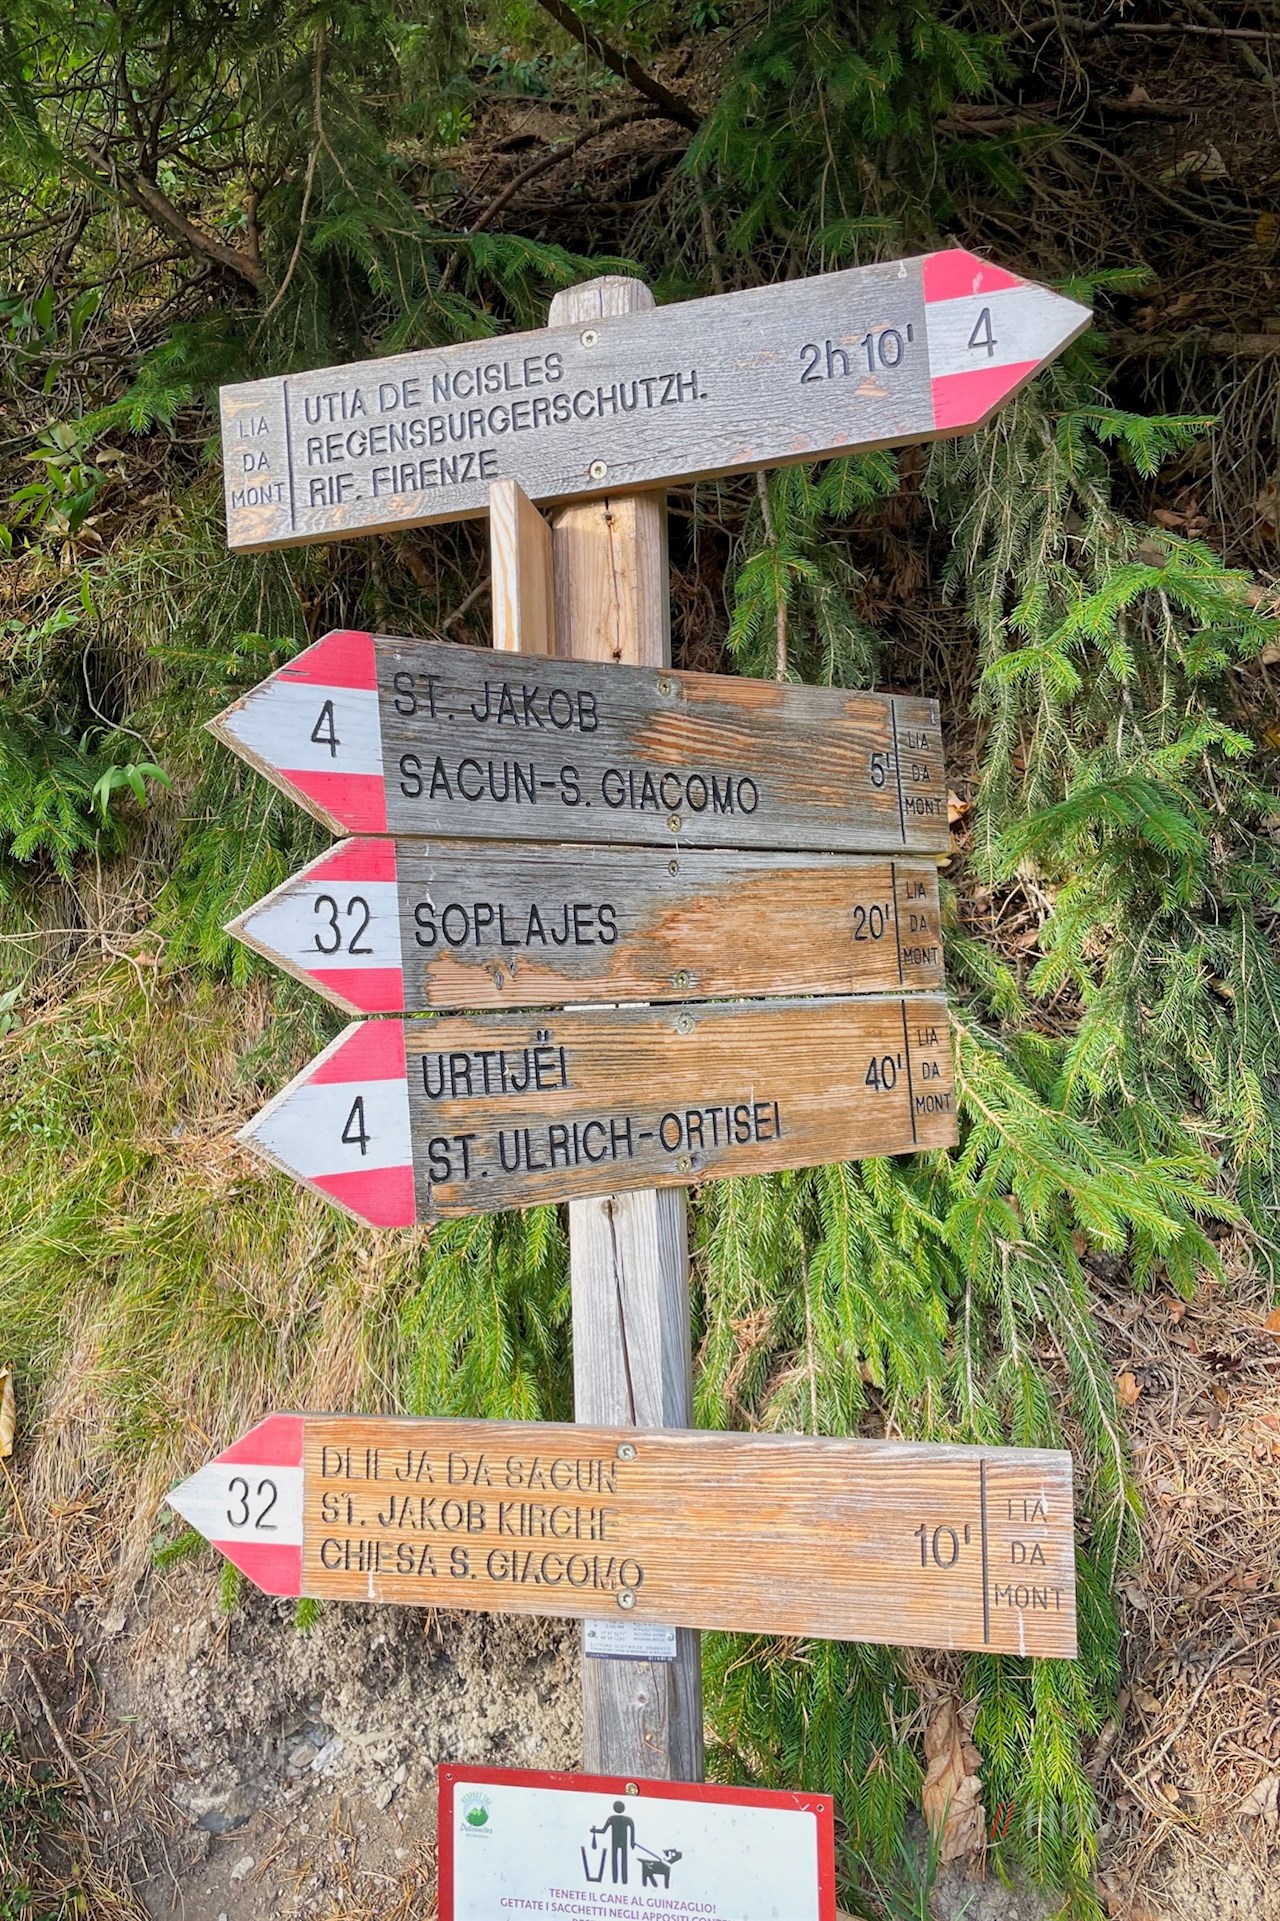 LIA
DA
MONT
UTIA DE NCISLES
REGENSBURGERSCHUTZH.
RIF. FIRENZE
2h 10'
4
4
ST. JAKOB
SACUN-S. GIACOMO
5'
LIA
DA
MONT
32
SOPLAJES
20'
LIA
DA
MONT
4
URTIJËI
ST. ULRICH-ORTISEI
40'
LIA
DA
MONT
32
DLIEJA DA SACUN
ST. JAKOB KIRCHE
CHIESA S. GIACOMO
10'
LIA
DA
MONT
Dolomites
TENETE IL CANE AL GUINZAGLIO!
GETTATE I SACCHETTI NEGLI APPOSITI